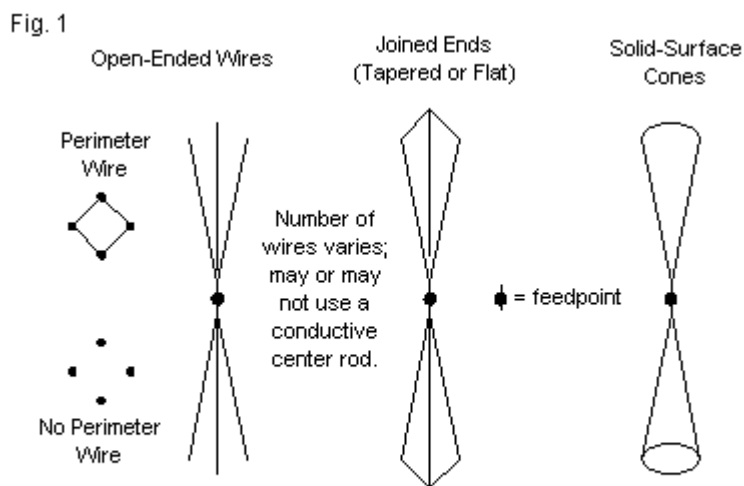 Fig. 1
Open-Ended Wires
Joined Ends
(Tapered or Flat)
Solid-Surface
Cones
Perimeter
Wire
Number of
wires varies;
may or may
not use a
conductive
center rod.
= feedpoint
No Perimeter
Wire